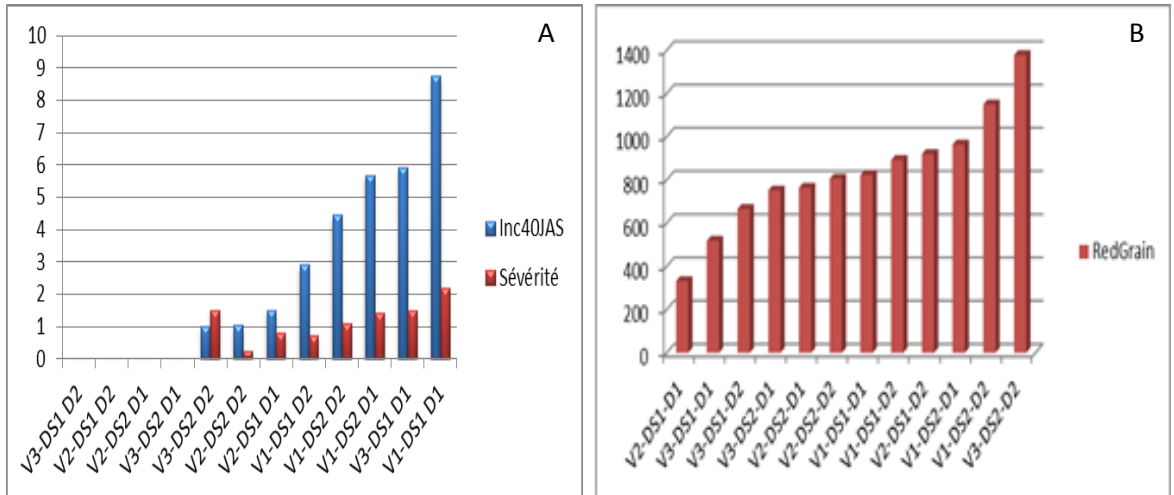 A
10
9
8
7
6
5
4
3
2
1
0
V3-DS1 D2
V2-DS1 D2
V2-DS2 D1
V3-DS2 D1
V3-DS2 D2
V2-DS2 D2
V2-DS1 D1
V1-DS1 D2
V1-DS2 D2
V1-DS2 D1
V3-DS1 D1
V1-DS1 D1
Inc40JAS
Sévérité
B
1400
1200
1000
800
600
400
200
0
V2-DS1-D1
V3-DS1-D1
V3-DS1-D2
V3-DS2-D1
V2-DS2-D1
V2-DS2-D2
V1-DS1-D1
V1-DS1-D2
V2-DS1-D2
V1-DS2-D1
V1-DS2-D2
V3-DS2-D2
RedGrain